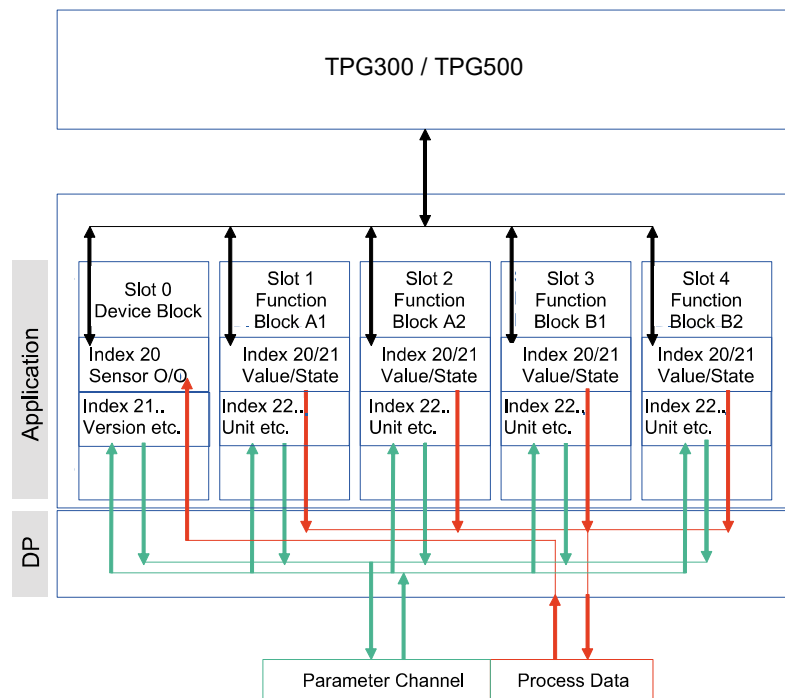 TPG300 / TPG500
Application
Slot 0
Device Block
Index 20
Sensor O/O
Index 21..
Version etc.
Slot 1
Function
Block A1
Index 20/21
Value/State
Index 22..
Unit etc.
Slot 2
Function
Block A2
Index 20/21
Value/State
Index 22..
Unit etc.
Slot 3
Function
Block B1
Index 20/21
Value/State
Index 22..
Unit etc.
Slot 4
Function
Block B2
Index 20/21
Value/State
Index 22..
Unit etc.
DP
Parameter Channel
Process Data